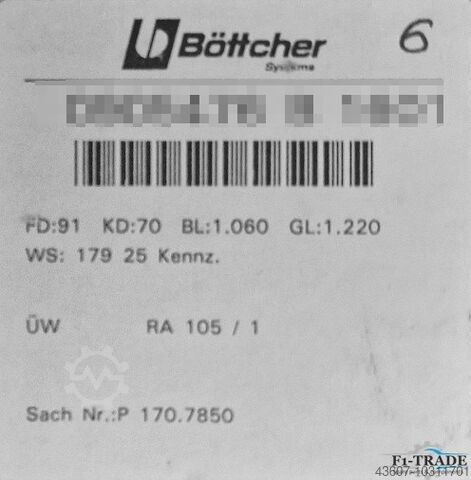 Böttcher
Systems
6
FD:91 KD:70 BL:1.060 GL:1.220
WS: 179 25 Kennz.
ÜW RA 105 / 1
Sach Nr.:P 170.7850
F1-TRADE
43607-10311701